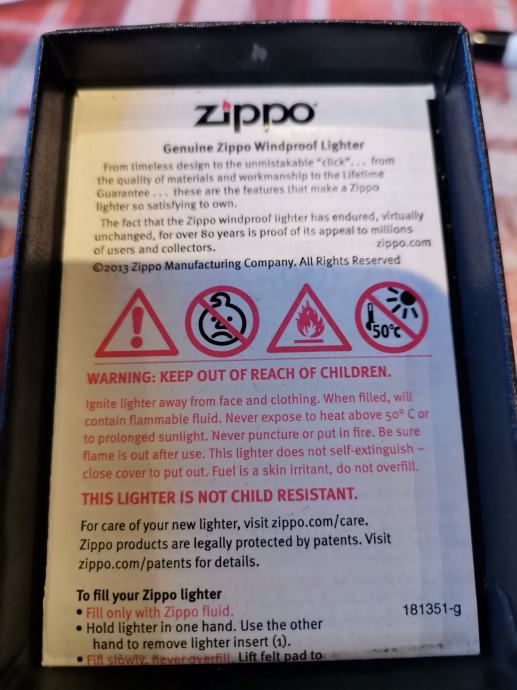 zippo
Genuine Zippo Windproof Lighter
From timeless design to the unmistakable "click"... from
the quality of materials and workmanship to the Lifetime
Guarantee... these are the features that make a Zippo
lighter so satisfying to own.
The fact that the Zippo windproof lighter has endured, virtually
unchanged, for over 80 years is proof of its appeal to millions
of users and collectors.
zippo.com
©2013 Zippo Manufacturing Company. All Rights Reserved
50°C
WARNING: KEEP OUT OF REACH OF CHILDREN.
Ignite lighter away from face and clothing. When filled, will
contain flammable fluid. Never expose to heat above 50° C or
to prolonged sunlight. Never puncture or put in fire. Be sure
flame is out after use. This lighter does not self-extinguish –
close cover to put out. Fuel is a skin irritant, do not overfill.
THIS LIGHTER IS NOT CHILD RESISTANT.
For care of your new lighter, visit zippo.com/care.
Zippo products are legally protected by patents. Visit
zippo.com/patents for details.
To fill your Zippo lighter
• Fill only with Zippo fluid.
181351-g
• Hold lighter in one hand. Use the other
hand to remove lighter insert (1).
• Fill slowly, never overfill. Lift felt pad to